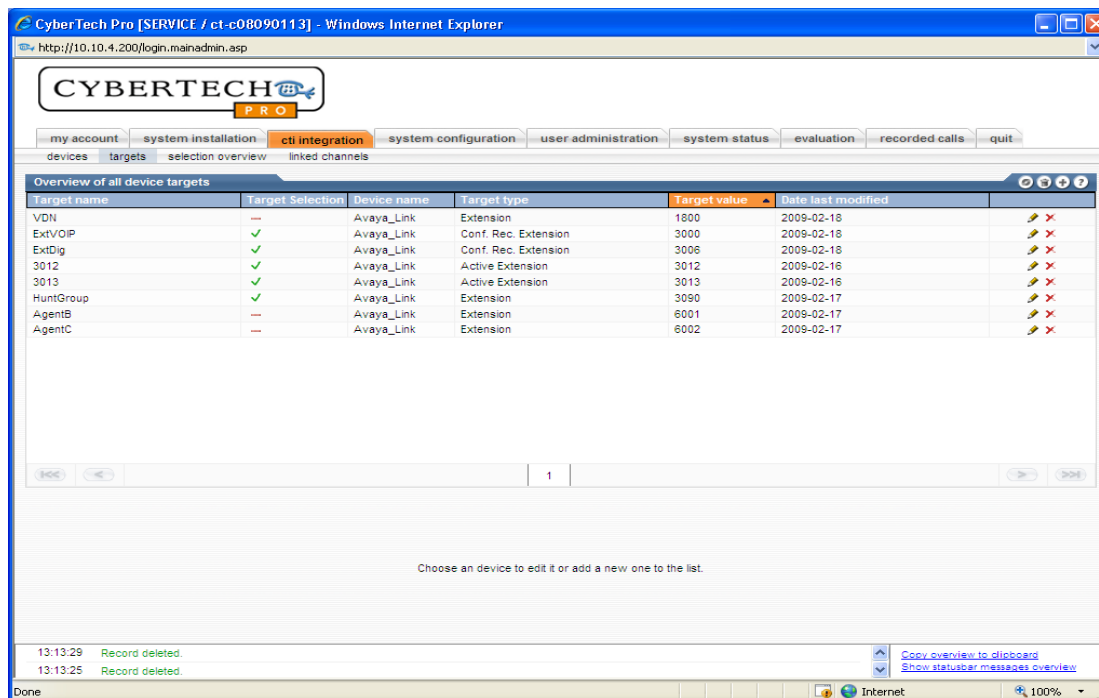 CyberTech Pro [SERVICE / ct-c08090113] - Windows Internet Explorer
http://10.10.4.200/login.mainadmin.asp
CYBERTECH
PRO
my account system installation cti integration system configuration user administration system status evaluation recorded calls quit
devices targets selection overview linked channels
Overview of all device targets
Target name Target Selection Device name Target type Target value Date last modified
VDN Avaya_Link Extension 1800 2009-02-18
ExtVOIP Avaya_Link Conf. Rec. Extension 3000 2009-02-18
ExtDig Avaya_Link Conf. Rec. Extension 3006 2009-02-18
3012 Avaya_Link Active Extension 3012 2009-02-16
3013 Avaya_Link Active Extension 3013 2009-02-16
HuntGroup Avaya_Link Extension 3090 2009-02-17
AgentB Avaya_Link Extension 6001 2009-02-17
AgentC Avaya_Link Extension 6002 2009-02-17
1
Choose an device to edit it or add a new one to the list.
13:13:29 Record deleted.
Copy overview to clipboard
13:13:25 Record deleted.
Show statusbar messages overview
Done Internet 100%